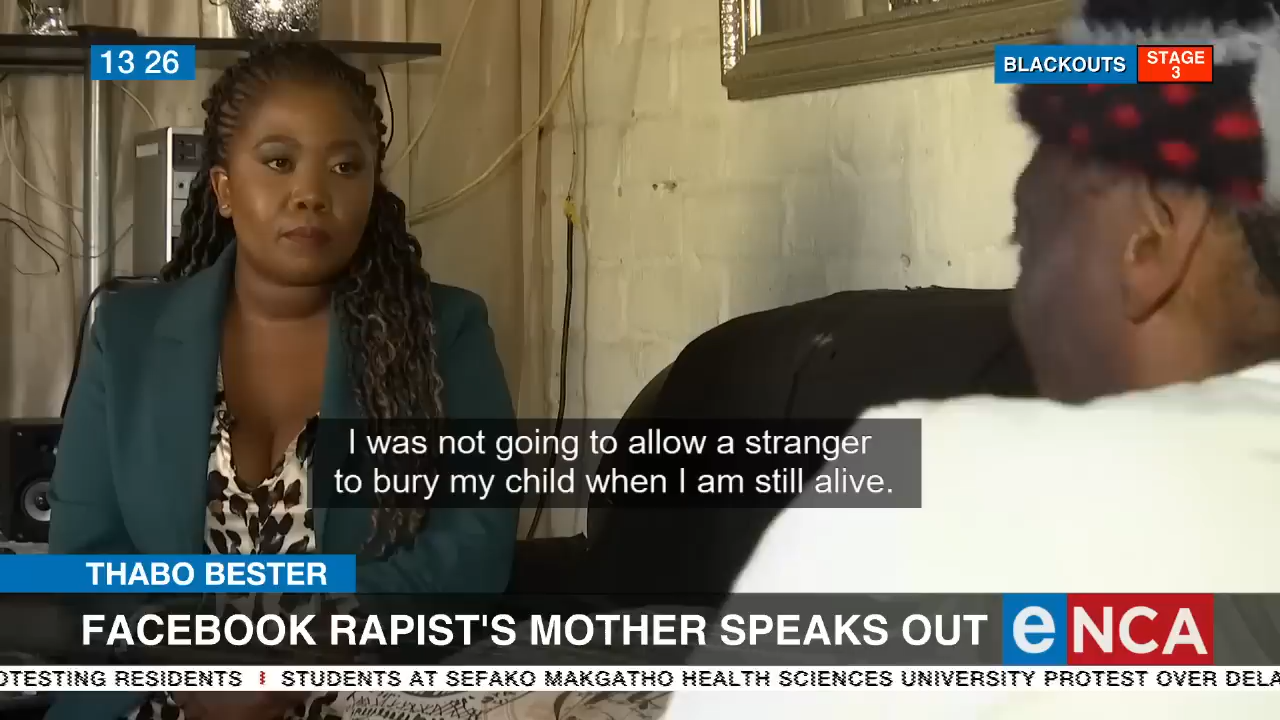 13 26
BLACKOUTS
STAGE
3
I was not going to allow a stranger
to bury my child when I am still alive.
THABO BESTER
FACEBOOK RAPIST'S MOTHER SPEAKS OUT
eNCA
OTESTING RESIDENTS STUDENTS AT SEFAKO MAKGATHO HEALTH SCIENCES UNIVERSITY PROTEST OVER DELA